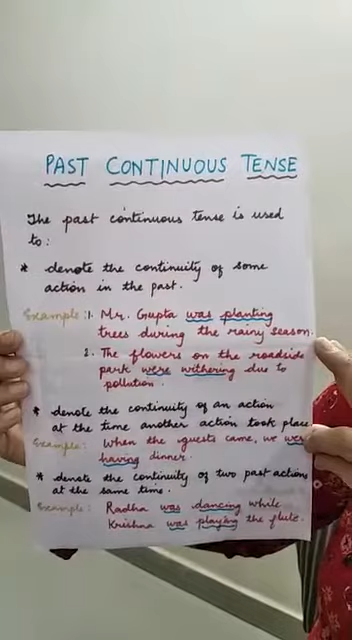 PAST CONTINUOUS TENSE
The past continuous tense is used
to:
* denote the continuity of some
action in the past.
Example: 1. Mr. Gupta was planting
trees during the rainy season.
2. The flowers on the roadside
park were withering due to
pollution.
* denote the continuity of an action
at the time another action took place
Example: When the guests came, we were
having dinner.
* denote the continuity of two past actions
at the same time.
Example: Radha was dancing while
Krishna was playing the flute.